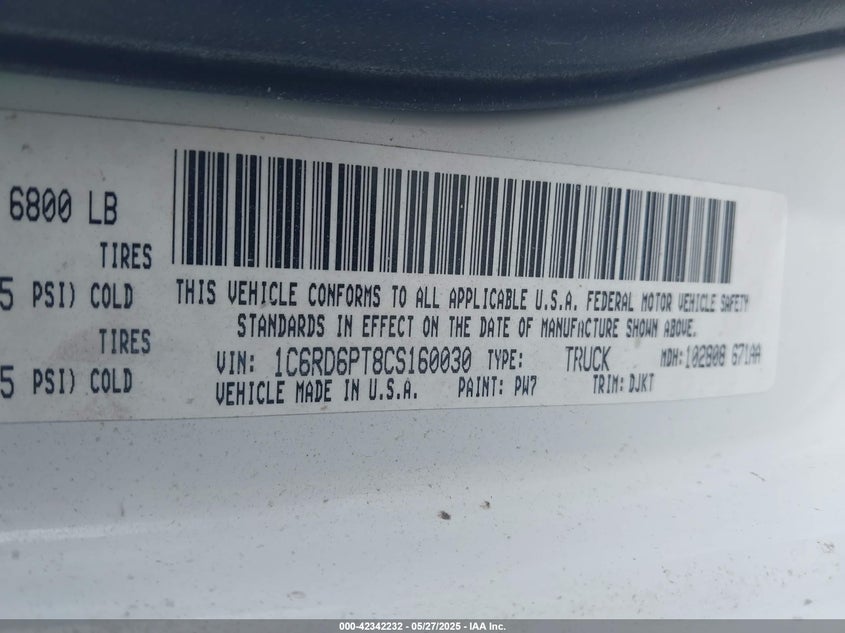 6800 LB
TIRES
5 PSI) COLD
TIRES
5 PSI) COLD
THIS VEHICLE CONFORMS TO ALL APPLICABLE U.S.A. FEDERAL MOTOR VEHICLE SAFETY
STANDARDS IN EFFECT ON THE DATE OF MANUFACTURE SHOWN ABOVE.
VIN: 1C6RD6PT8CS160030 TYPE: TRUCK MDH: 102808 671AA
VEHICLE MADE IN U.S.A. PAINT: PW7 TRIM: DJKT
000-42342232 - 05/27/2025 - IAA Inc.